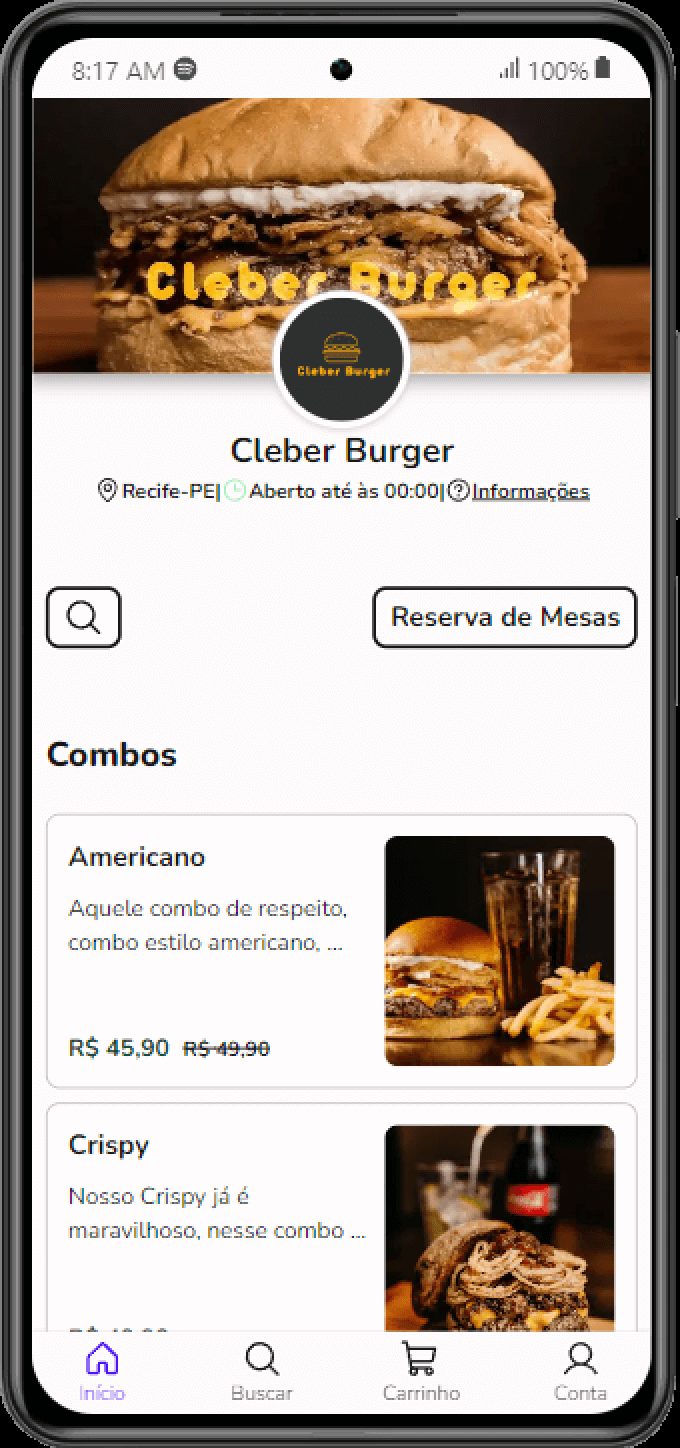 8:17 AM
100%
Cleber Burger
Cleber Burger
Cleber Burger
Recife-PE| Aberto até às 00:00| Informações
Reserva de Mesas
Combos
Americano
Aquele combo de respeito,
combo estilo americano, ...
R$ 45,90 R$ 49,90
Crispy
Nosso Crispy já é
maravilhoso, nesse combo ...
Início
Buscar
Carrinho
Conta